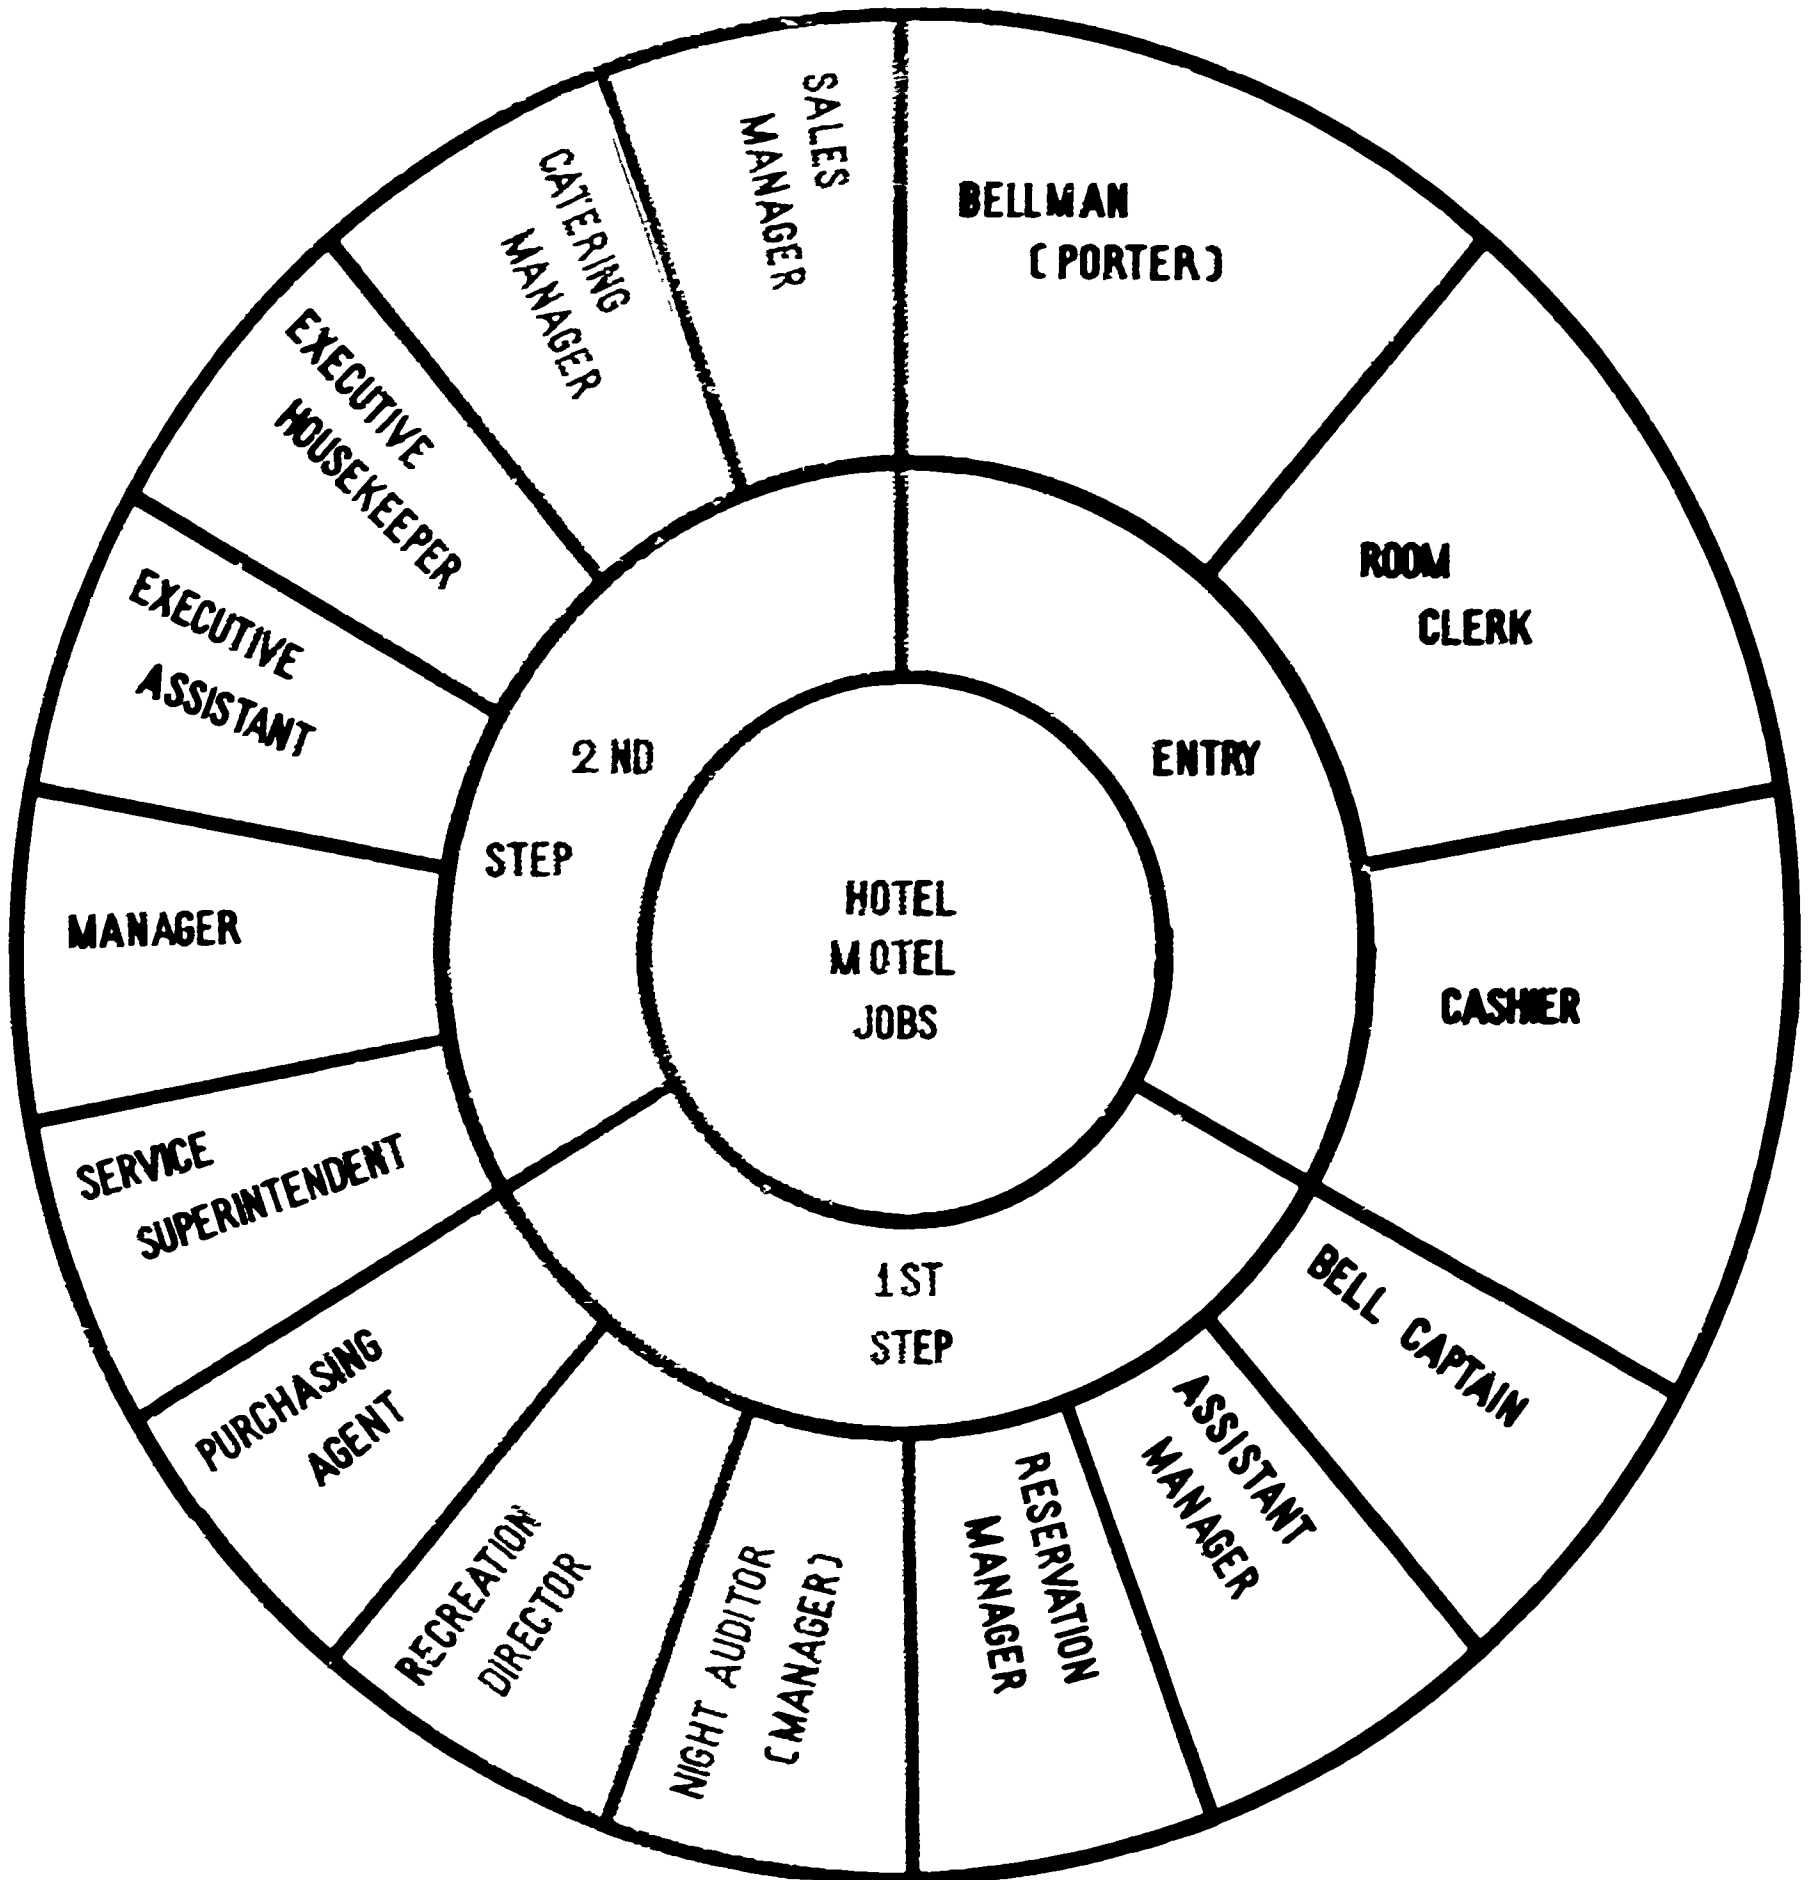 HOTEL
MOTEL
JOBS
ENTRY
1ST
STEP
2ND
STEP
BELLMAN
(PORTER)
ROOM
CLERK
CASHIER
BELL CAPTAIN
ASSISTANT
MANAGER
RESERVATION
MANAGER
NIGHT AUDITOR
(MANAGER)
RECREATION
DIRECTOR
PURCHASING
AGENT
SERVICE
SUPERINTENDENT
MANAGER
EXECUTIVE
ASSISTANT
EXECUTIVE
HOUSEKEEPER
CATERING
MANAGER
SALES
MANAGER